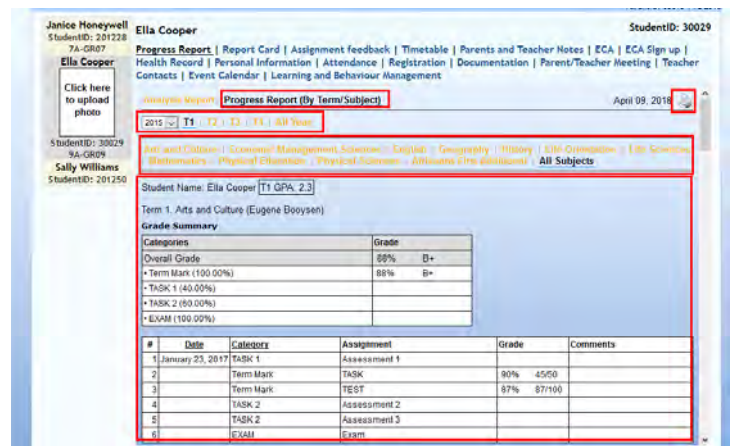 Janice Honeywell
StudentID: 201228
7A-GR07
Ella Cooper
Click here
to upload
photo
StudentID: 30029
9A-GR09
Sally Williams
StudentID: 201250
Ella Cooper
StudentID: 30029
Progress Report | Report Card | Assignment feedback | Timetable | Parents and Teacher Notes | ECA | ECA Sign up |
Health Record | Personal Information | Attendance | Registration | Documentation | Parent/Teacher Meeting | Teacher
Contacts | Event Calendar | Learning and Behaviour Management
Progress Report (By Term/Subject)
April 09, 2018
2015 T1 | T2 | T3 | T4 | All Year
Arts and Culture | Economic Management Sciences | English | Geography | History | Life Orientation | Life Sciences
Mathematics | Physical Education | Physical Sciences | All Subjects
Student Name: Ella Cooper T1 GPA: 2.3
Term 1. Arts and Culture (Eugene Booysen)
Grade Summary
Categories Grade
Overall Grade 88% B+
• Term Mark (100.00%) 88% B+
• TASK 1 (40.00%)
• TASK 2 (60.00%)
• EXAM (100.00%)
# Date Category Assignment Grade Comments
1 January 23, 2017 TASK 1 Assessment 1
2 Term Mark TASK 90% 45/50
3 Term Mark TEST 87% 87/100
4 TASK 2 Assessment 2
5 TASK 2 Assessment 3
6 EXAM Exam